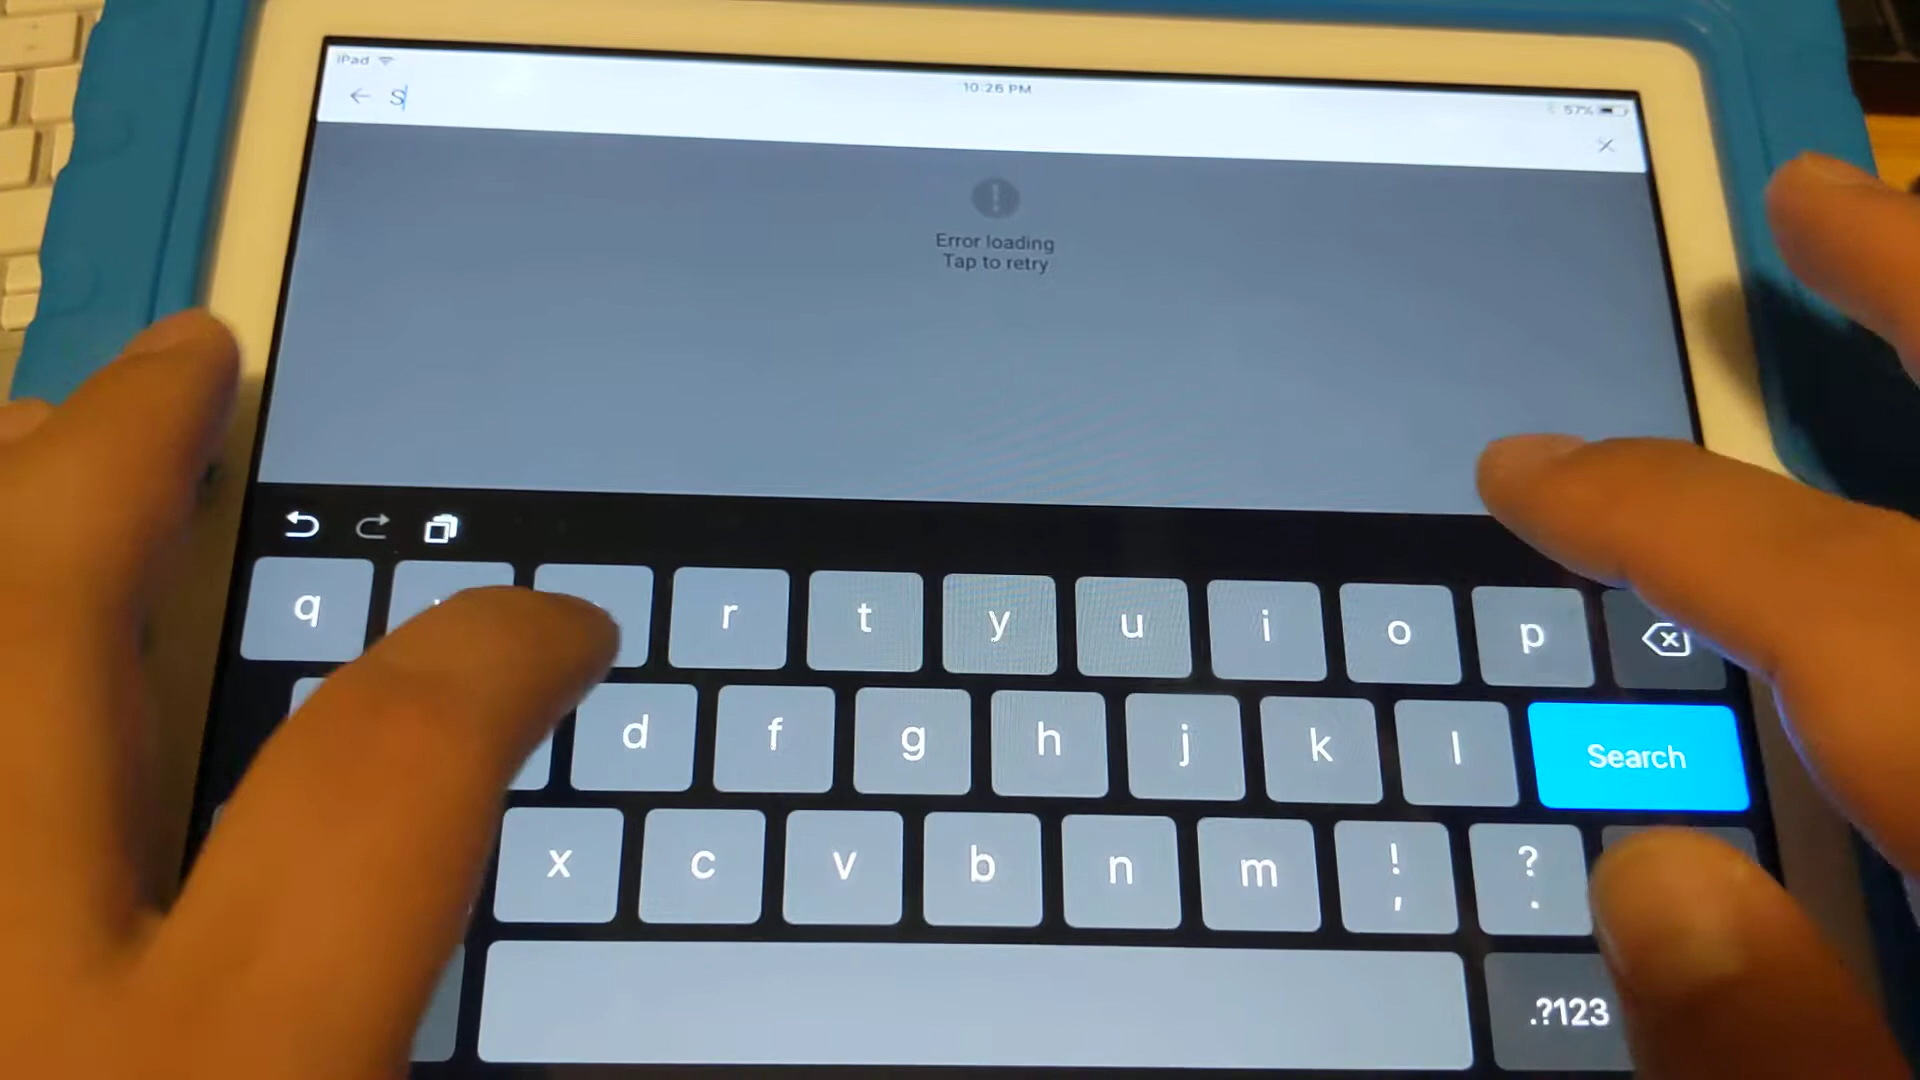 iPad
10:26 PM
57%
S
Error loading
Tap to retry
q r t y u i o p
d f g h j k l Search
x c v b n m ! , ? .
.?123